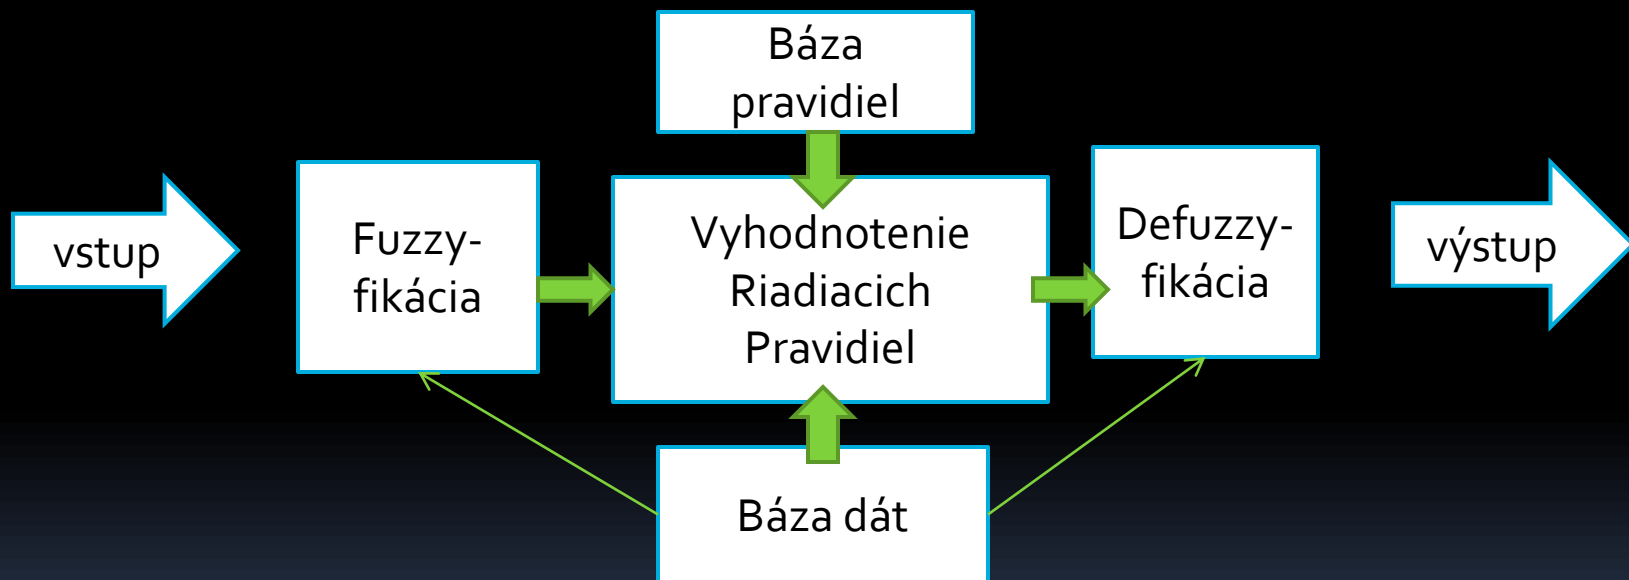 Báza
pravidiel
vstup
Fuzzy-
fikácia
Vyhodnotenie
Riadiacich
Pravidiel
Defuzzy-
fikácia
výstup
Báza dát